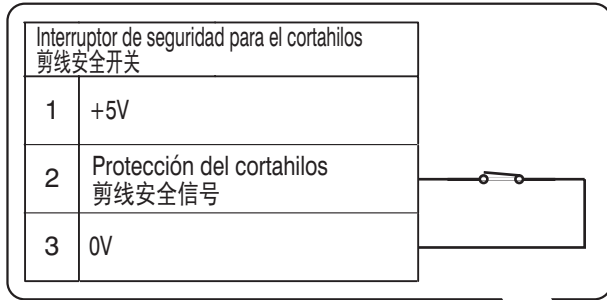 Interruptor de seguridad para el cortahilos
剪线安全开关
1 +5V
2 Protección del cortahilos
剪线安全信号
3 0V